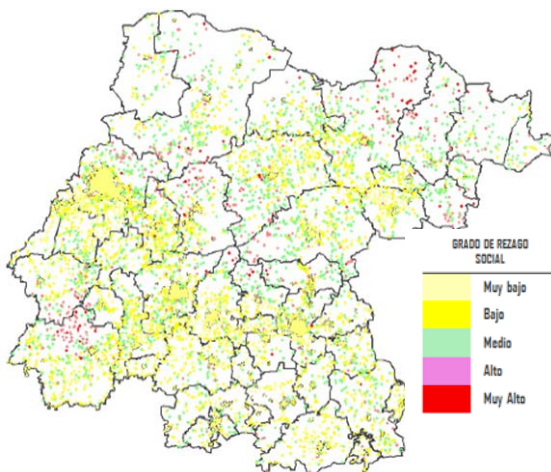 GRADO DE REZAGO
SOCIAL
Muy bajo
Bajo
Medio
Alto
Muy Alto